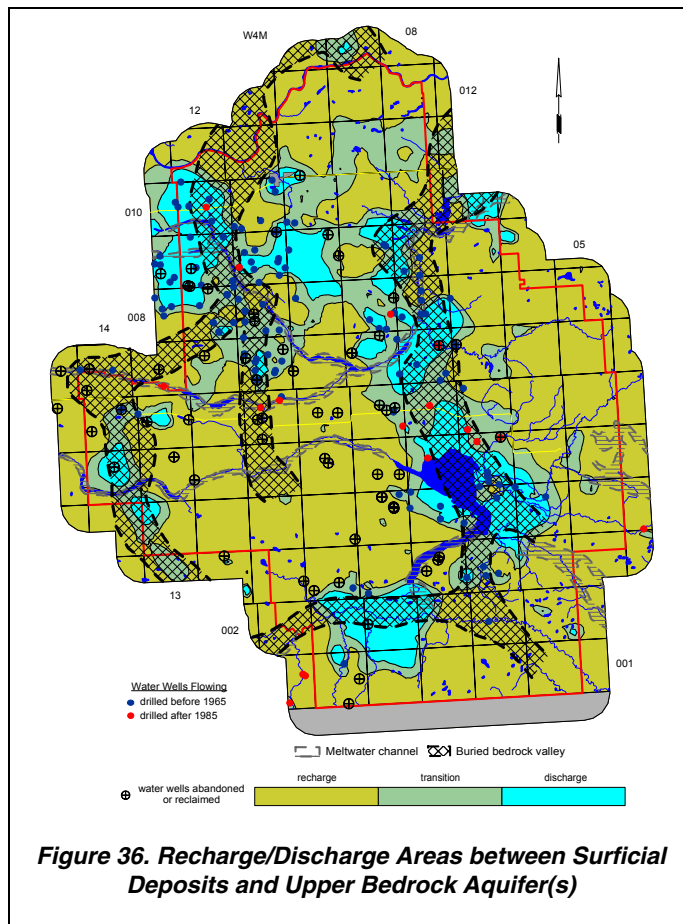 W4M
08
012
12
010
05
14
008
13
002
001
Water Wells Flowing
drilled before 1965
drilled after 1985
Meltwater channel
Buried bedrock valley
water wells abandoned
or reclaimed
recharge
transition
discharge
Figure 36. Recharge/Discharge Areas between Surficial
Deposits and Upper Bedrock Aquifer(s)